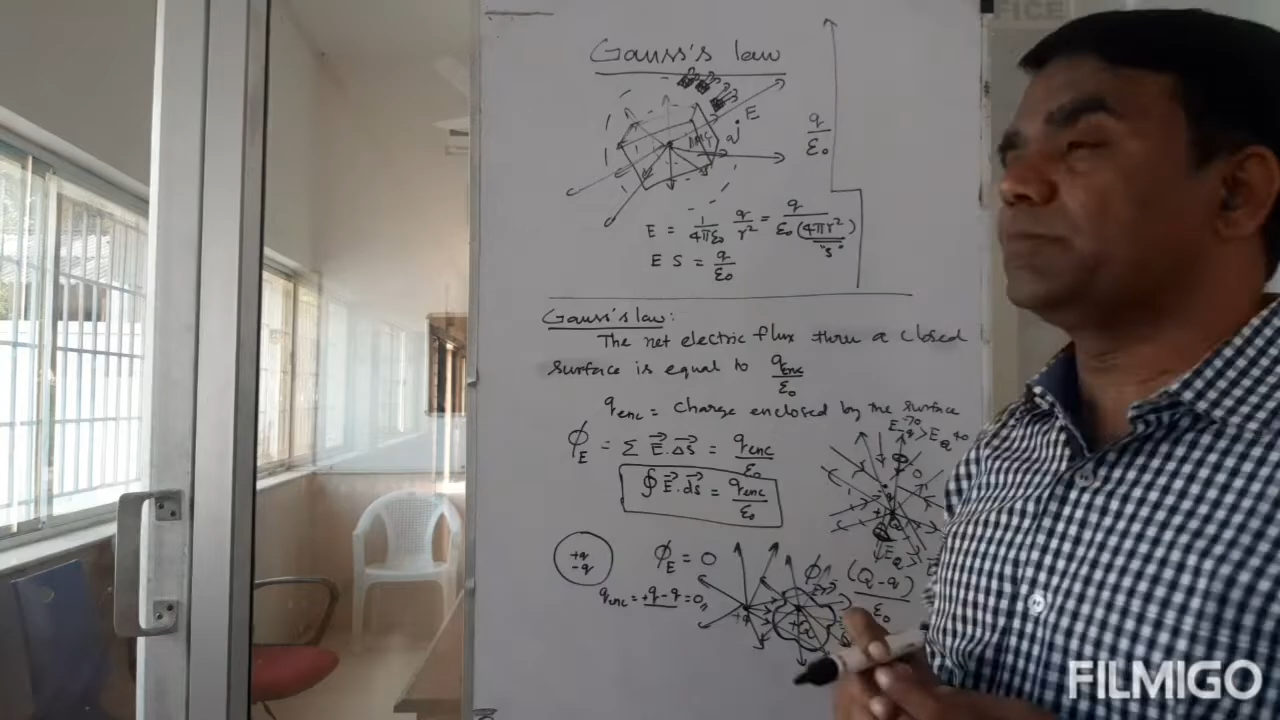 Gauss's law
E
q
q/ε₀
E = 1/4πε₀ q/r² = q/ε₀(4πr²)
"S"
E S = q/ε₀
Gauss's law:
The net electric flux thru a closed
surface is equal to q_enc/ε₀
q_enc = charge enclosed by the surface
ϕ_E = Σ E⃗.Δs⃗ = q_enc/ε₀
∮ E⃗.ds⃗ = q_enc/ε₀
+q
-q
ϕ_E = 0
q_enc = +q-q = 0
+Q
ϕ
(Q-q)/ε₀
FILMIGO